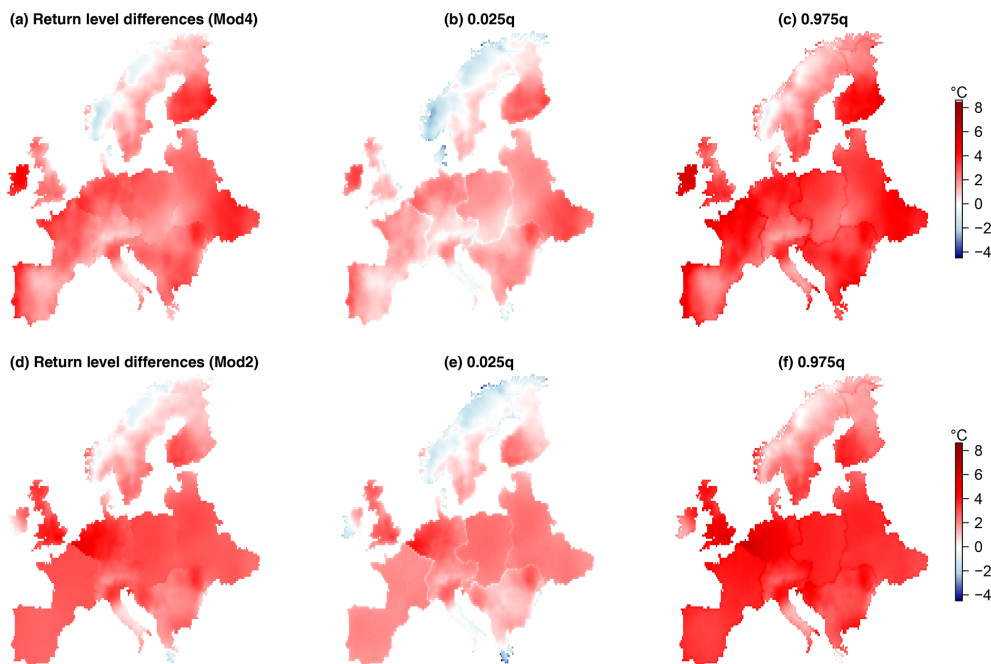 (a) Return level differences (Mod4)
(b) 0.025q
(c) 0.975q
°C
8
6
4
2
0
−2
−4
(d) Return level differences (Mod2)
(e) 0.025q
(f) 0.975q
°C
8
6
4
2
0
−2
−4